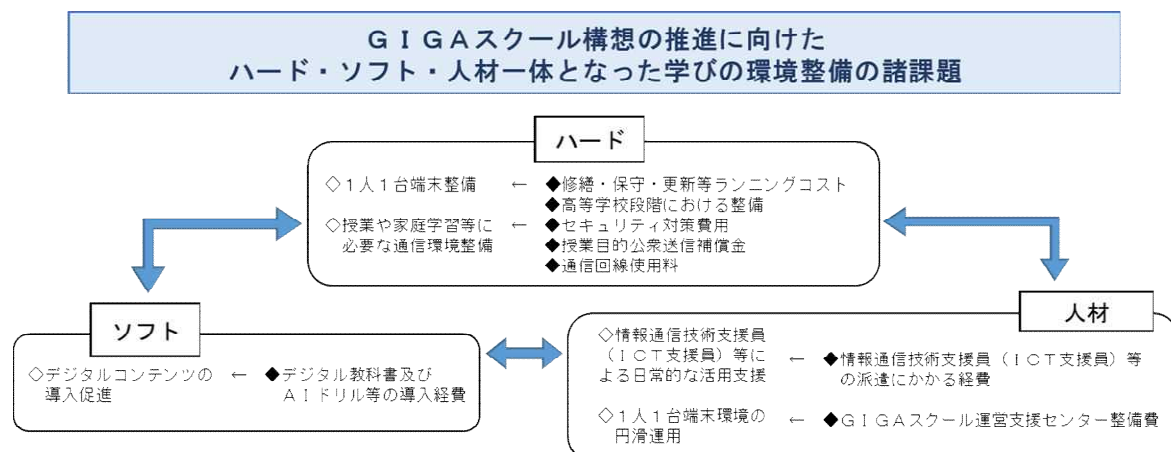 ＧＩＧＡスクール構想の推進に向けた
ハード・ソフト・人材一体となった学びの環境整備の諸課題
ハード
◇１人１台端末整備 ← ◆修繕・保守・更新等ランニングコスト
◆高等学校段階における整備
◇授業や家庭学習等に ← ◆セキュリティ対策費用
必要な通信環境整備 ◆授業目的公衆送信補償金
◆通信回線使用料
ソフト
◇デジタルコンテンツの ← ◆デジタル教科書及び
導入促進 ＡＩドリル等の導入経費
人材
◇情報通信技術支援員
（ＩＣＴ支援員）等に ← ◆情報通信技術支援員（ＩＣＴ支援員）等
よる日常的な活用支援 の派遣にかかる経費
◇１人１台端末環境の ← ◆ＧＩＧＡスクール運営支援センター整備費
円滑運用